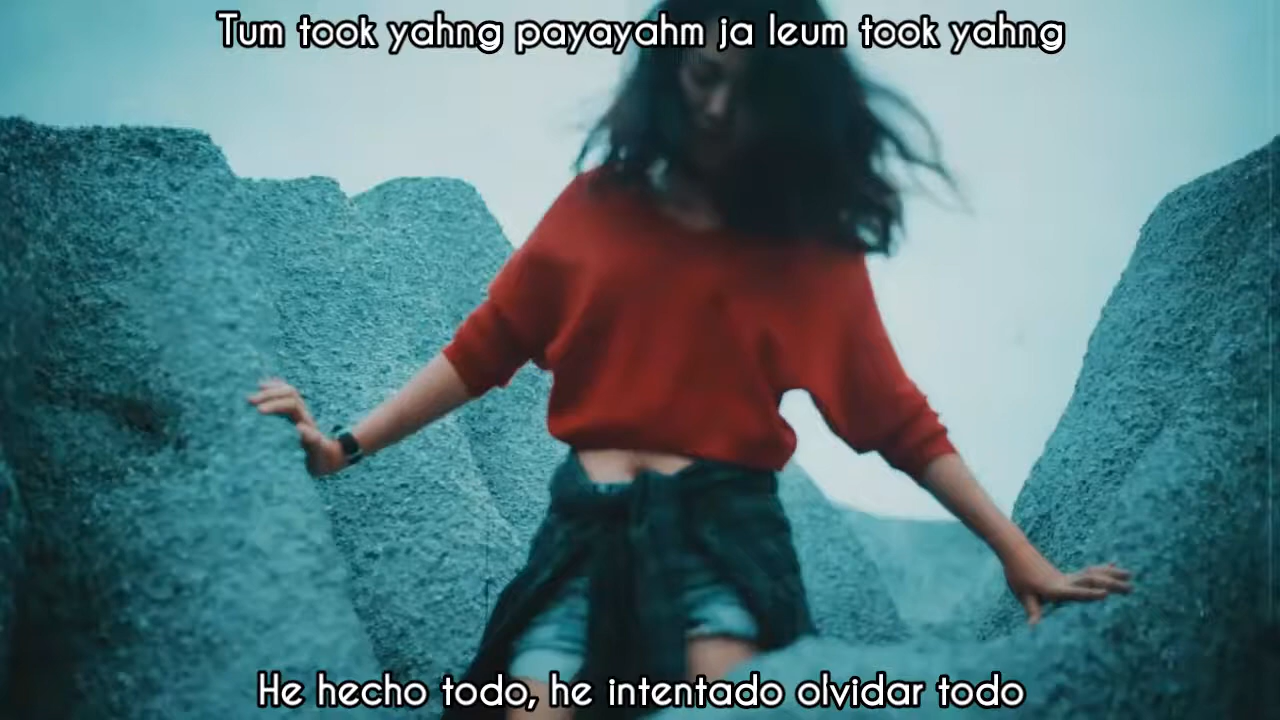 Tum took yahng payayahm ja leum took yahng
He hecho todo, he intentado olvidar todo